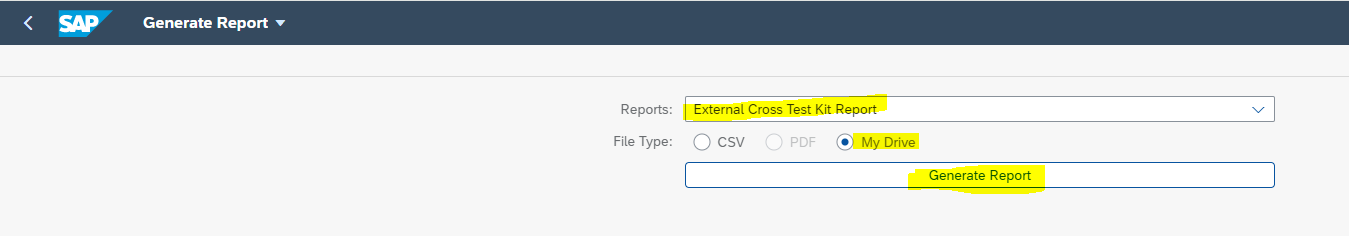 SAP Generate Report
Reports: External Cross Test Kit Report
File Type: CSV PDF My Drive
Generate Report